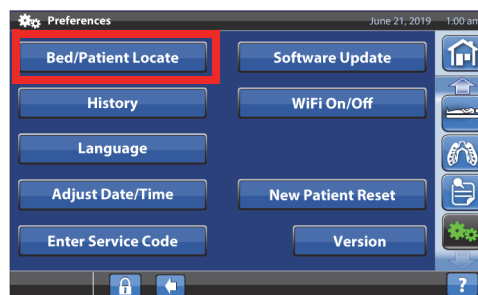 Preferences June 21, 2019 1:00 am
Bed/Patient Locate Software Update
History WiFi On/Off
Language
Adjust Date/Time New Patient Reset
Enter Service Code Version
?